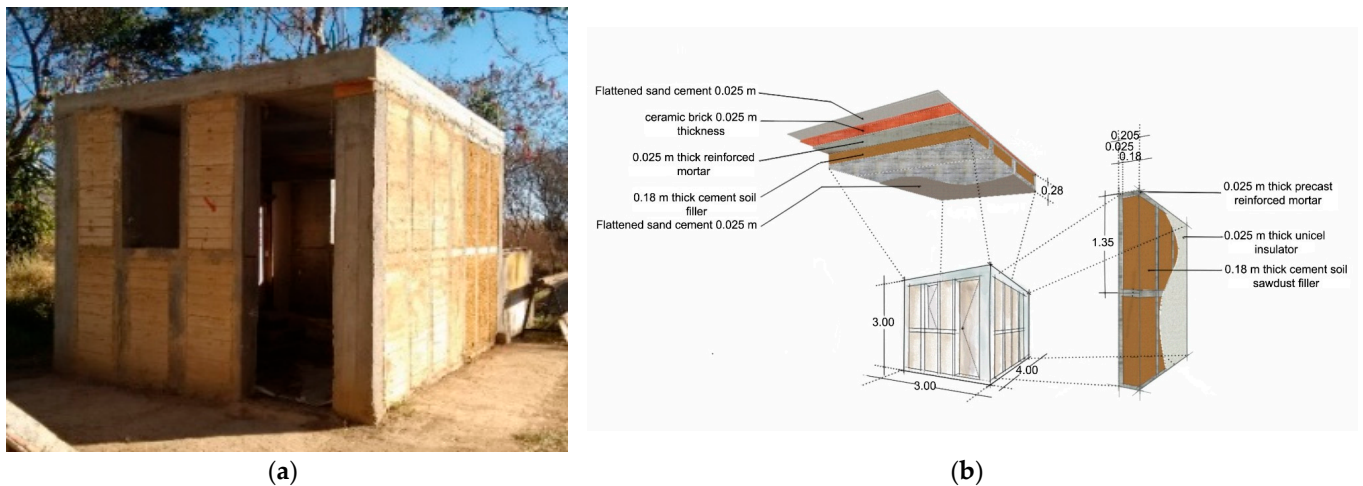 Flattened sand cement 0.025 m
ceramic brick 0.025 m
thickness
0.025 m thick reinforced
mortar
0.18 m thick cement soil
filler
Flattened sand cement 0.025 m
0.28
3.00
3.00
4.00
0.205
0.025
0.18
1.35
0.025 m thick precast
reinforced mortar
0.025 m thick unicel
insulator
0.18 m thick cement soil
sawdust filler
(a)
(b)